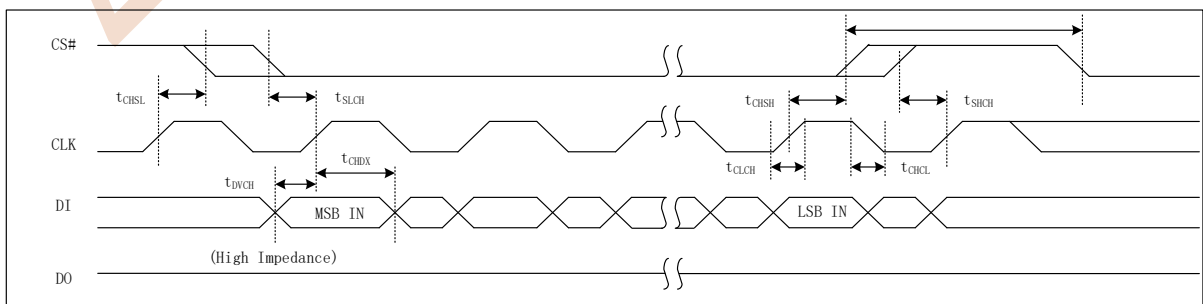 CS#
tCHSL
tSLCH
tCHSH
tSHCH
CLK
tCHDX
tCLCH
tCHCL
tDVCH
DI
MSB IN
LSB IN
(High Impedance)
DO